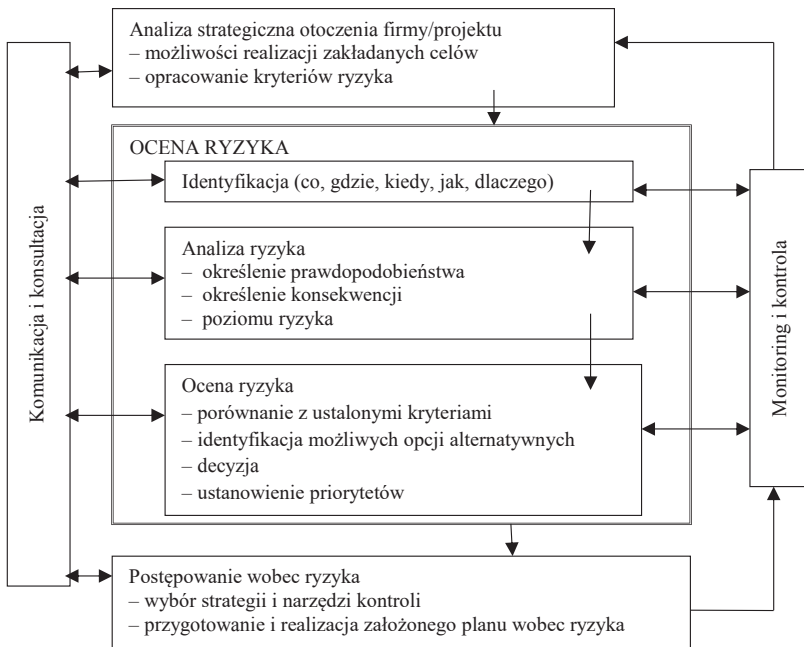 Analiza strategiczna otoczenia firmy/projektu
– możliwości realizacji zakładanych celów
– opracowanie kryteriów ryzyka
OCENA RYZYKA
Identyfikacja (co, gdzie, kiedy, jak, dlaczego)
Analiza ryzyka
– określenie prawdopodobieństwa
– określenie konsekwencji
– poziomu ryzyka
Ocena ryzyka
– porównanie z ustalonymi kryteriami
– identyfikacja możliwych opcji alternatywnych
– decyzja
– ustanowienie priorytetów
Postępowanie wobec ryzyka
– wybór strategii i narzędzi kontroli
– przygotowanie i realizacja założonego planu wobec ryzyka
Komunikacja i konsultacja
Monitoring i kontrola